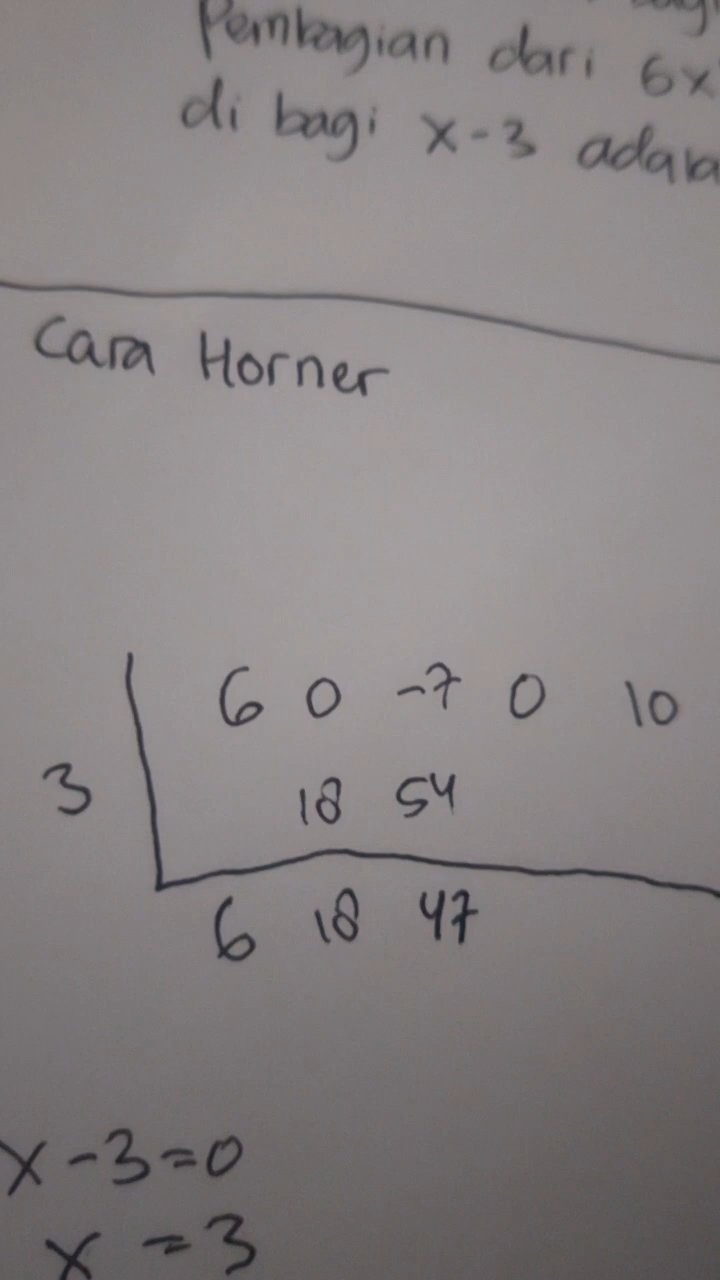 Pembagian dari 6x
di bagi x-3
Cara Horner
6 0 -7 0 10
3
18 54
6 18 47
x-3=0
x=3